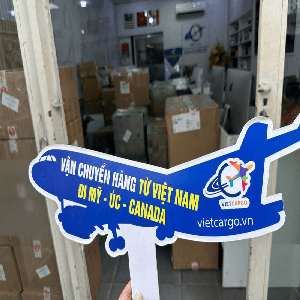 VẬN CHUYỂN HÀNG TỪ VIỆT NAM
ĐI MỸ - ÚC - CANADA
VIETCARGO
vietcargo.vn